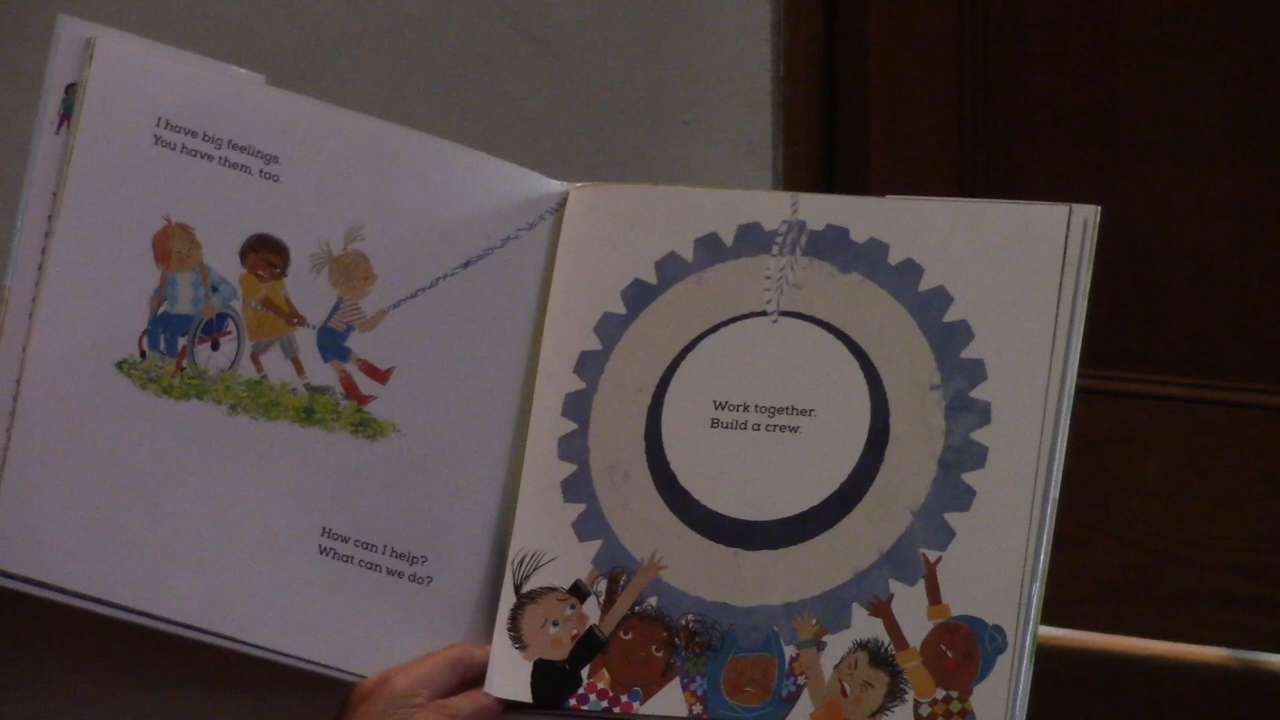 I have big feelings.
You have them, too.
How can I help?
What can we do?
Work together.
Build a crew.